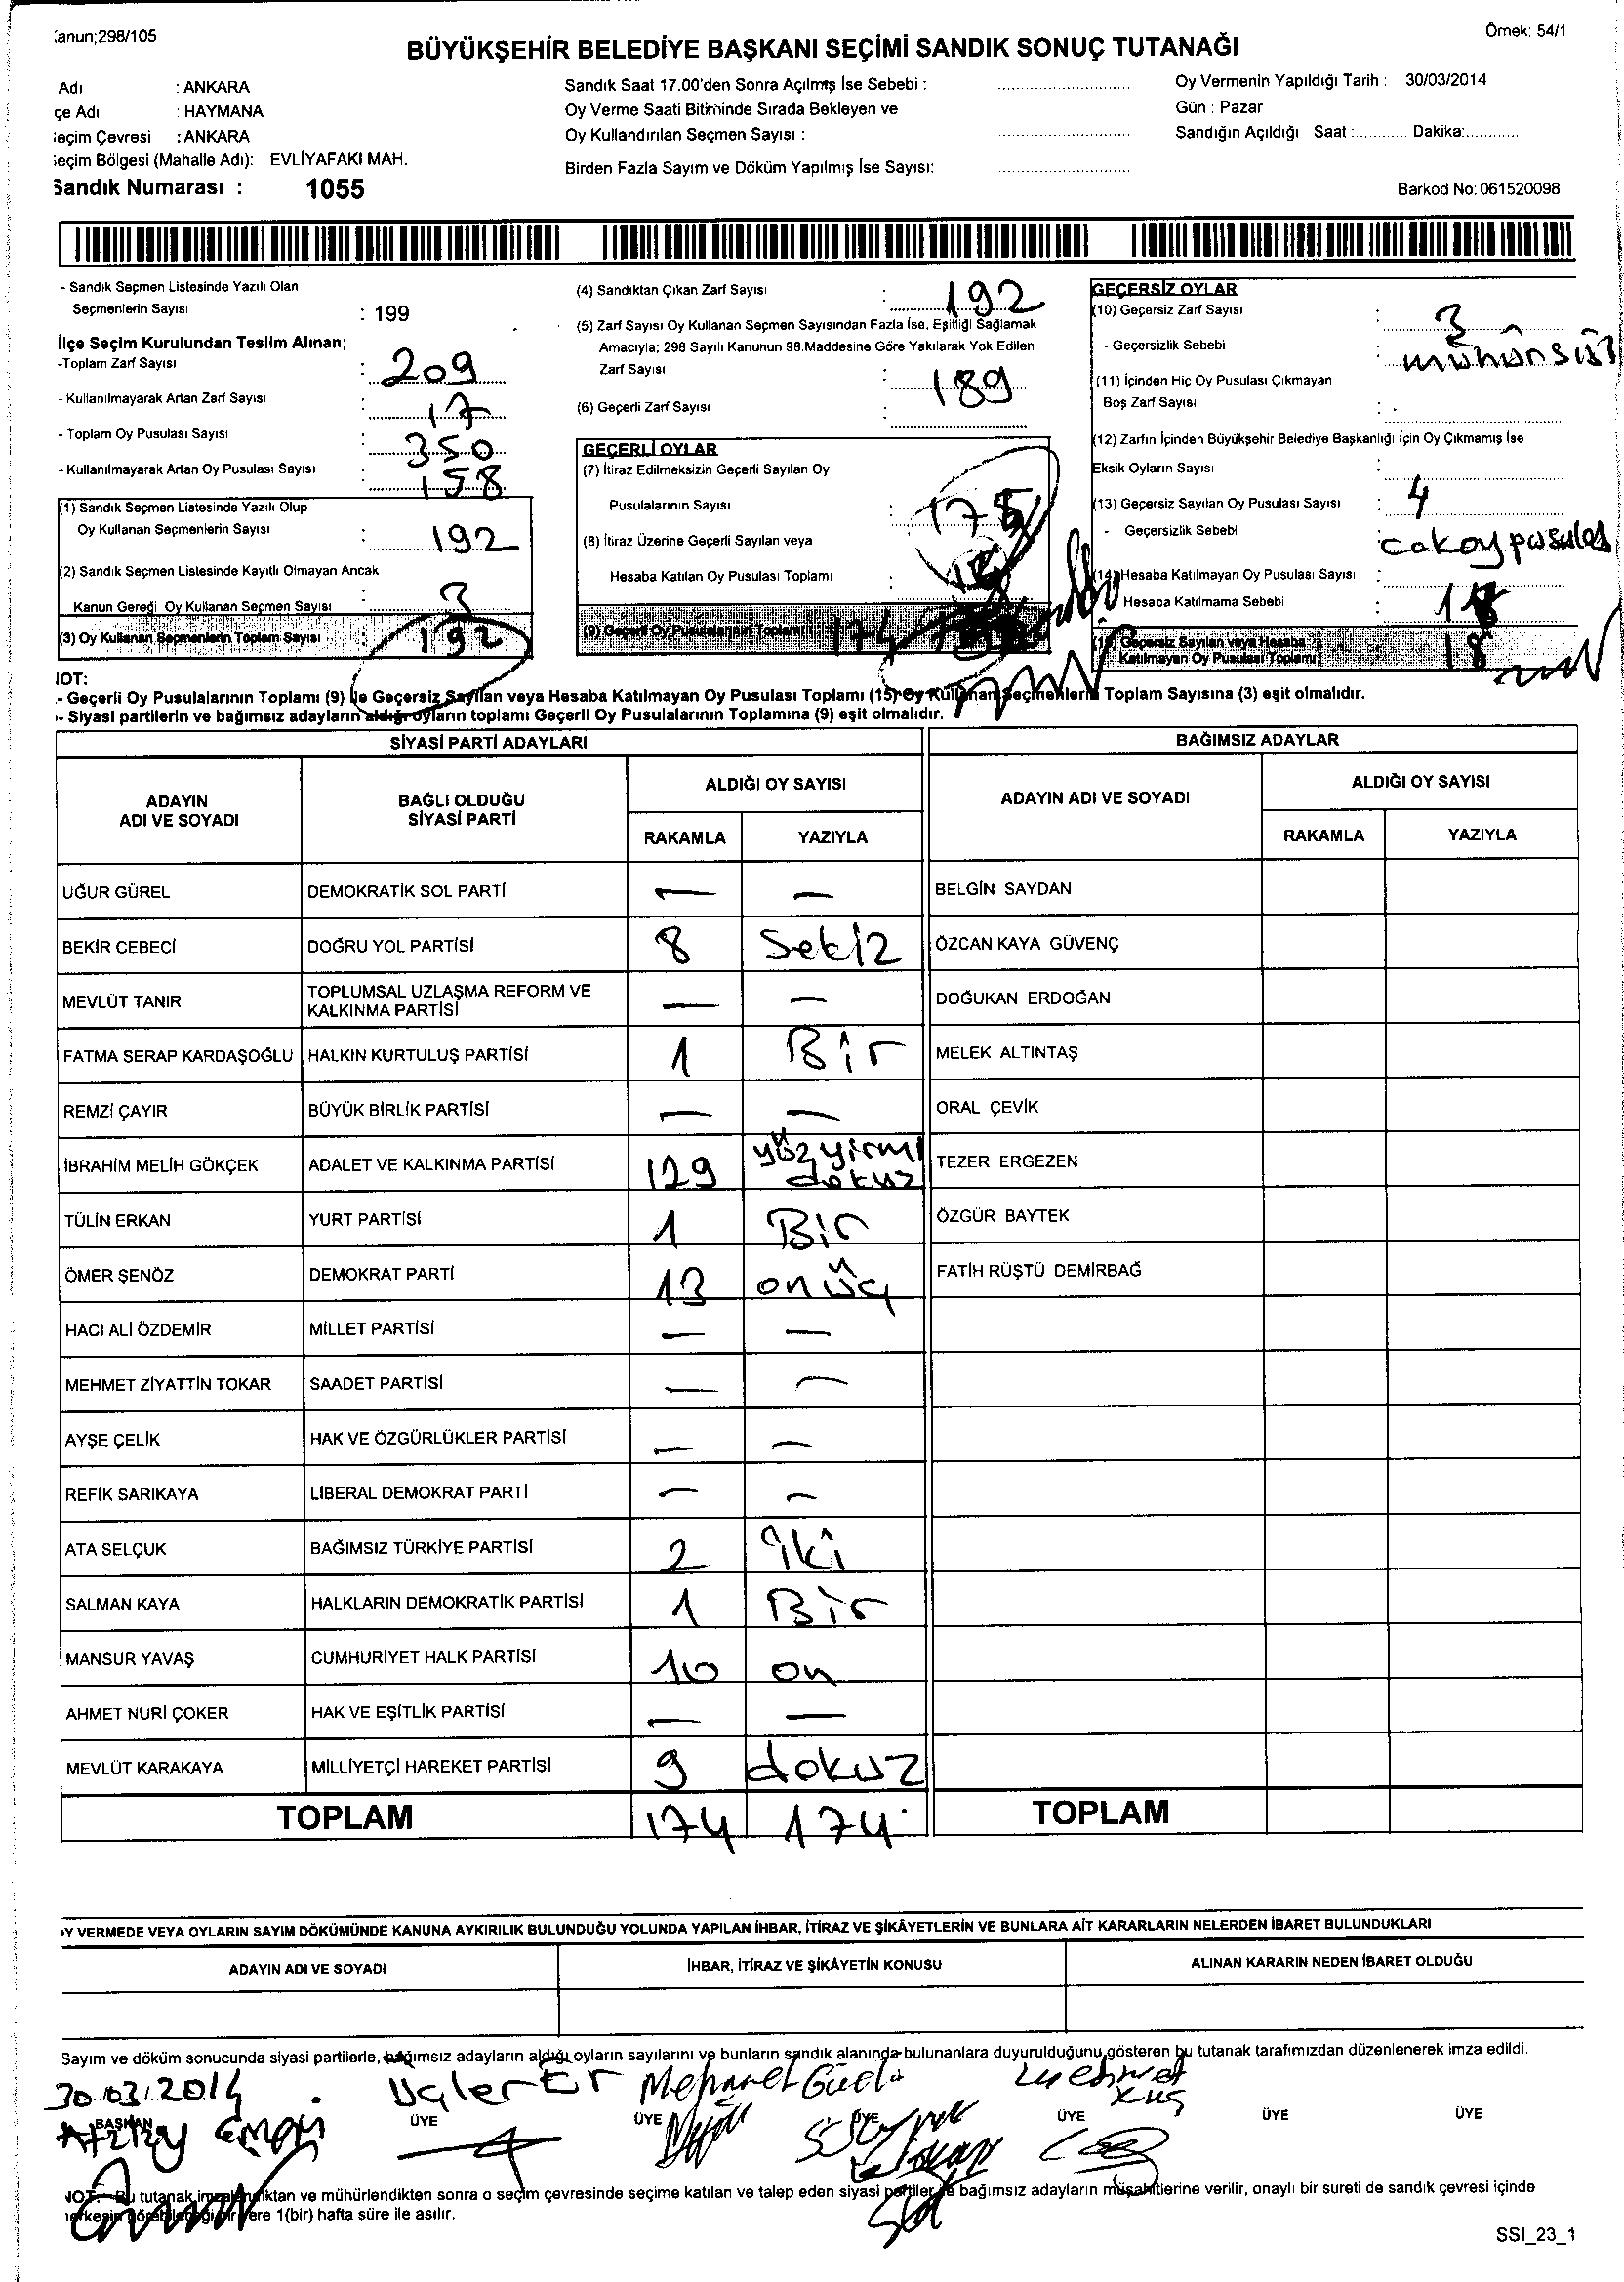 anun;298/105
Örnek: 54/1
BÜYÜKŞEHİR BELEDİYE BAŞKANI SEÇİMİ SANDIK SONUÇ TUTANAĞI
Adı : ANKARA
çe Adı : HAYMANA
eçim Çevresi : ANKARA
eçim Bölgesi (Mahalle Adı): EVLİYAFAKI MAH.
Sandık Numarası : 1055
Sandık Saat 17.00'den Sonra Açılmış İse Sebebi :
Oy Verme Saati Bitiminde Sırada Bekleyen ve
Oy Kullandırılan Seçmen Sayısı :
Birden Fazla Sayım ve Döküm Yapılmış İse Sayısı:
Oy Vermenin Yapıldığı Tarih : 30/03/2014
Gün : Pazar
Sandığın Açıldığı Saat :............ Dakika:............
Barkod No: 061520098
- Sandık Seçmen Listesinde Yazılı Olan
Seçmenlerin Sayısı : 199
İlçe Seçim Kurulundan Teslim Alınan;
-Toplam Zarf Sayısı : 209
- Kullanılmayarak Artan Zarf Sayısı : 17
- Toplam Oy Pusulası Sayısı : 350
- Kullanılmayarak Artan Oy Pusulası Sayısı : 158
(1) Sandık Seçmen Listesinde Yazılı Olup
Oy Kullanan Seçmenlerin Sayısı : 192
(2) Sandık Seçmen Listesinde Kayıtlı Olmayan Ancak
Kanun Gereği Oy Kullanan Seçmen Sayısı : 3
(3) Oy Kullanan Seçmenlerin Toplam Sayısı : 192
(4) Sandıktan Çıkan Zarf Sayısı : 192
(5) Zarf Sayısı Oy Kullanan Seçmen Sayısından Fazla İse, Eşitliği Sağlamak
Amacıyla; 298 Sayılı Kanunun 98.Maddesine Göre Yakılarak Yok Edilen
Zarf Sayısı : 189
(6) Geçerli Zarf Sayısı :
GEÇERLİ OYLAR
(7) İtiraz Edilmeksizin Geçerli Sayılan Oy
Pusulalarının Sayısı :
(8) İtiraz Üzerine Geçerli Sayılan veya
Hesaba Katılan Oy Pusulası Toplamı :
(9) Geçerli Oy Pusulalarının Toplamı 174
GEÇERSİZ OYLAR
(10) Geçersiz Zarf Sayısı : 3
- Geçersizlik Sebebi : mühürsüz
(11) İçinden Hiç Oy Pusulası Çıkmayan
Boş Zarf Sayısı :
(12) Zarfın İçinden Büyükşehir Belediye Başkanlığı İçin Oy Çıkmamış İse
Eksik Oyların Sayısı :
(13) Geçersiz Sayılan Oy Pusulası Sayısı : 4
- Geçersizlik Sebebi
(14) Hesaba Katılmayan Oy Pusulası Sayısı :
Hesaba Katılmama Sebebi :
(15) Geçersiz Sayılan veya Hesaba
Katılmayan Oy Pusulası Toplamı 18
NOT:
- Geçerli Oy Pusulalarının Toplamı (9) ile Geçersiz Sayılan veya Hesaba Katılmayan Oy Pusulası Toplamı (15) Oy Kullanan Seçmenlerin Toplam Sayısına (3) eşit olmalıdır.
- Siyasi partilerin ve bağımsız adayların aldığı oyların toplamı Geçerli Oy Pusulalarının Toplamına (9) eşit olmalıdır.
SİYASİ PARTİ ADAYLARI
BAĞIMSIZ ADAYLAR
ADAYIN ADI VE SOYADI
BAĞLI OLDUĞU SİYASİ PARTİ
ALDIĞI OY SAYISI
RAKAMLA YAZIYLA
ADAYIN ADI VE SOYADI
ALDIĞI OY SAYISI
RAKAMLA YAZIYLA
UĞUR GÜREL DEMOKRATİK SOL PARTİ — — BELGİN SAYDAN
BEKİR CEBECİ DOĞRU YOL PARTİSİ 8 Sekiz ÖZCAN KAYA GÜVENÇ
MEVLÜT TANIR TOPLUMSAL UZLAŞMA REFORM VE KALKINMA PARTİSİ — — DOĞUKAN ERDOĞAN
FATMA SERAP KARDAŞOĞLU HALKIN KURTULUŞ PARTİSİ 1 Bir MELEK ALTINTAŞ
REMZİ ÇAYIR BÜYÜK BİRLİK PARTİSİ — — ORAL ÇEVİK
İBRAHİM MELİH GÖKÇEK ADALET VE KALKINMA PARTİSİ 129 yüzyirmi dokuz TEZER ERGEZEN
TÜLİN ERKAN YURT PARTİSİ 1 Bir ÖZGÜR BAYTEK
ÖMER ŞENÖZ DEMOKRAT PARTİ 13 onüç FATİH RÜŞTÜ DEMİRBAĞ
HACI ALİ ÖZDEMİR MİLLET PARTİSİ — —
MEHMET ZİYATTİN TOKAR SAADET PARTİSİ — —
AYŞE ÇELİK HAK VE ÖZGÜRLÜKLER PARTİSİ — —
REFİK SARIKAYA LİBERAL DEMOKRAT PARTİ — —
ATA SELÇUK BAĞIMSIZ TÜRKİYE PARTİSİ 2 iki
SALMAN KAYA HALKLARIN DEMOKRATİK PARTİSİ 1 Bir
MANSUR YAVAŞ CUMHURİYET HALK PARTİSİ 10 on
AHMET NURİ ÇOKER HAK VE EŞİTLİK PARTİSİ — —
MEVLÜT KARAKAYA MİLLİYETÇİ HAREKET PARTİSİ 9 dokuz
TOPLAM 174 174 TOPLAM
Y VERMEDE VEYA OYLARIN SAYIM DÖKÜMÜNDE KANUNA AYKIRILIK BULUNDUĞU YOLUNDA YAPILAN İHBAR, İTİRAZ VE ŞİKÂYETLERİN VE BUNLARA AİT KARARLARIN NELERDEN İBARET BULUNDUKLARI
ADAYIN ADI VE SOYADI İHBAR, İTİRAZ VE ŞİKÂYETİN KONUSU ALINAN KARARIN NEDEN İBARET OLDUĞU
Sayım ve döküm sonucunda siyasi partilerle, bağımsız adayların aldığı oyların sayılarını ve bunların sandık alanında bulunanlara duyurulduğunu gösteren bu tutanak tarafımızdan düzenlenerek imza edildi.
30.03.2014 Mehmet Mehmet Kuş
BAŞKAN ÜYE ÜYE ÜYE ÜYE ÜYE ÜYE
NOT: Bu tutanak imzalandıktan ve mühürlendikten sonra o seçim çevresinde seçime katılan ve talep eden siyasi partiler ile bağımsız adayların müşahitlerine verilir, onaylı bir sureti de sandık çevresi içinde
herkesin görebileceği bir yere 1(bir) hafta süre ile asılır.
SSI_23_1